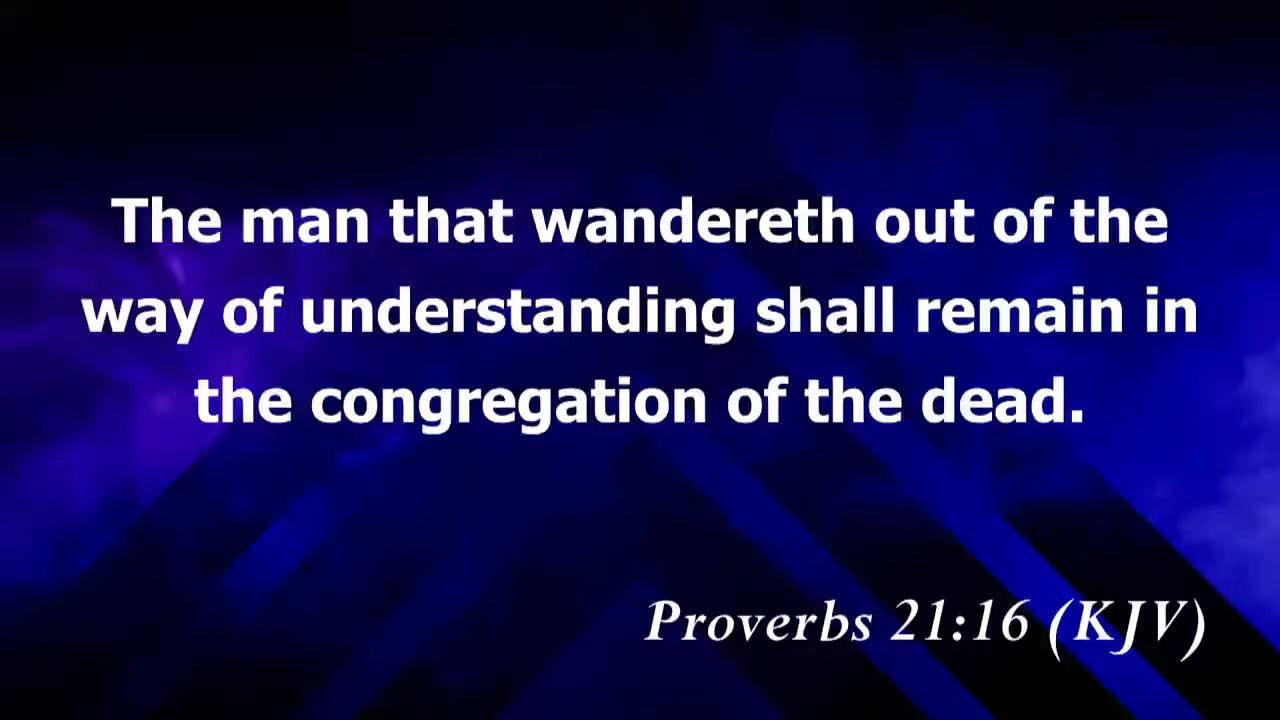 The man that wandereth out of the
way of understanding shall remain in
the congregation of the dead.
Proverbs 21:16 (KJV)